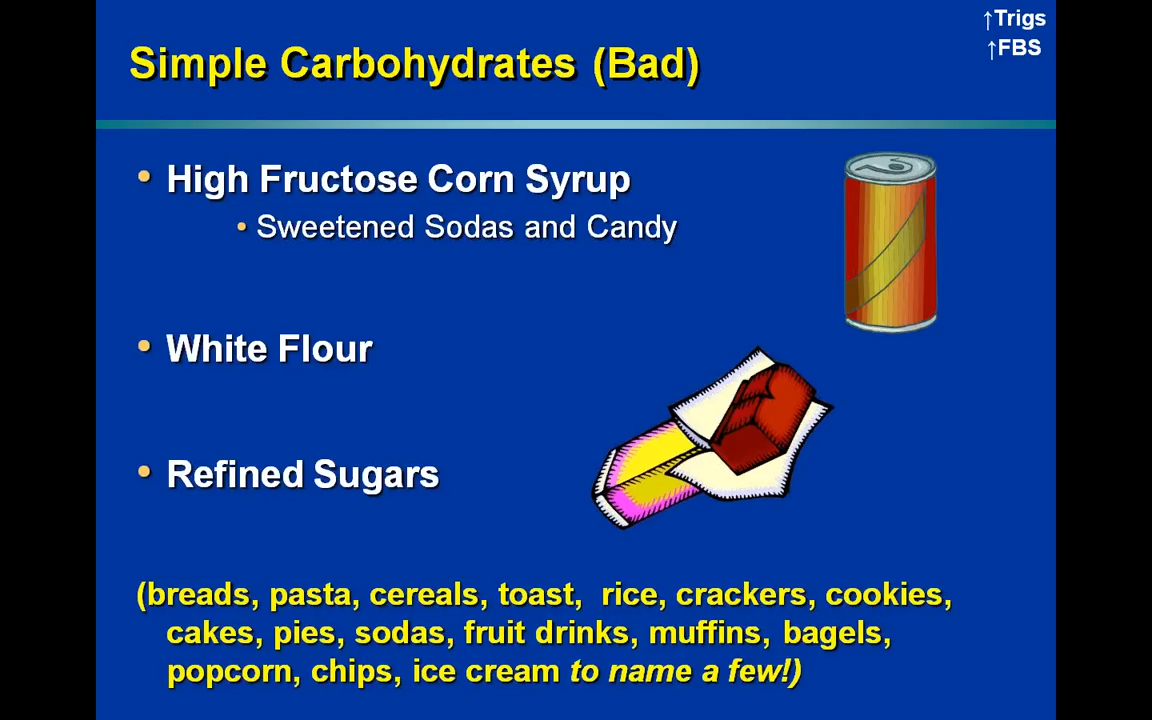 ↑Trigs
↑FBS
Simple Carbohydrates (Bad)
• High Fructose Corn Syrup
• Sweetened Sodas and Candy
• White Flour
• Refined Sugars
(breads, pasta, cereals, toast, rice, crackers, cookies,
cakes, pies, sodas, fruit drinks, muffins, bagels,
popcorn, chips, ice cream to name a few!)